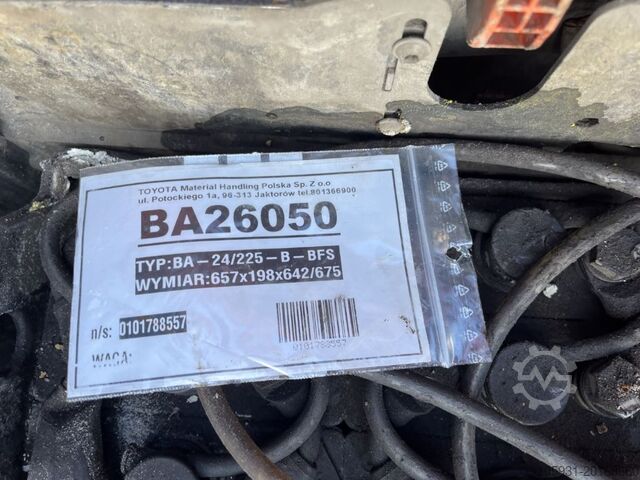 TOYOTA Material Handling Polska Sp. Z o.o
ul. Potockiego 1a, 96-313 Jaktorów tel.801366900
BA26050
TYP:BA - 24/225 - B - BFS
WYMIAR:657x198x642/675
n/s: 0101788557
0101788557
WAGA: